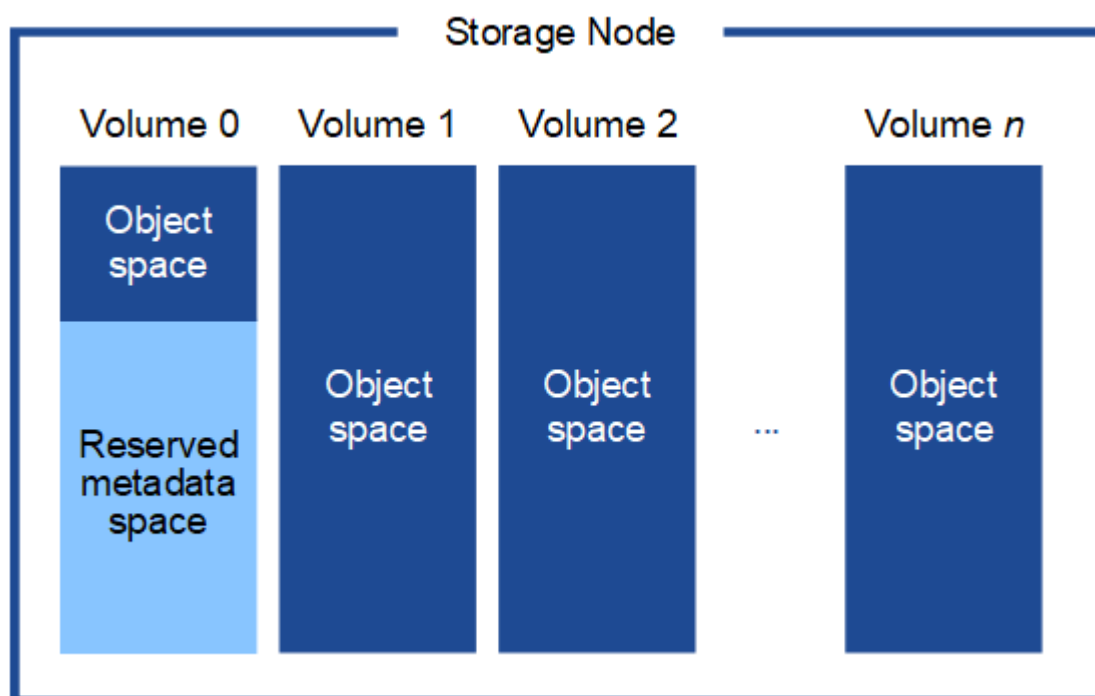 Storage Node
Volume 0
Volume 1
Volume 2
Volume n
Object
space
Reserved
metadata
space
Object
space
Object
space
...
Object
space